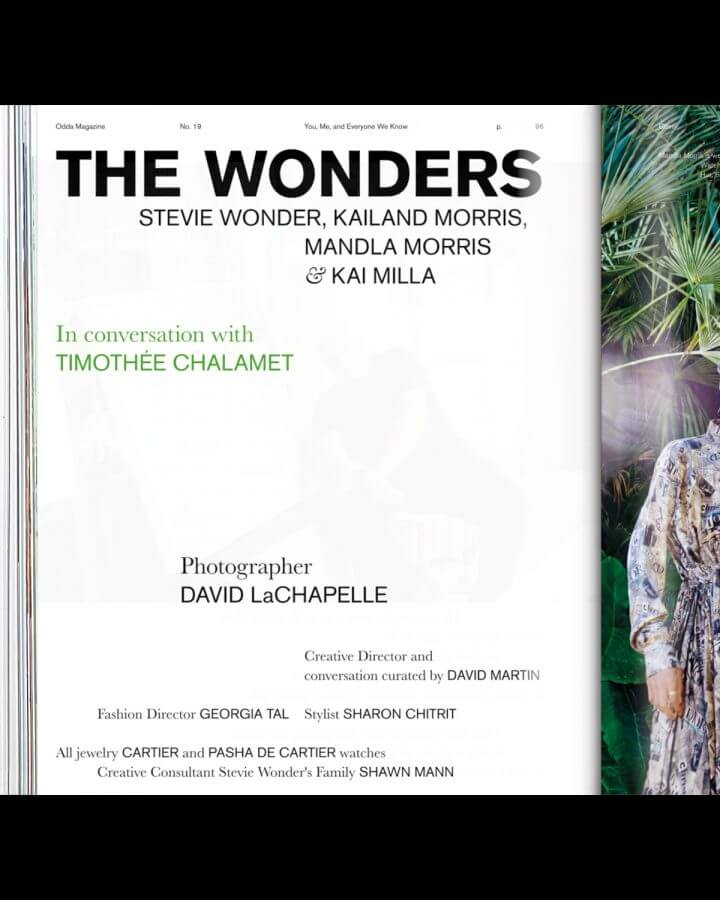 Odda Magazine No. 19 You, Me, and Everyone We Know p. 96
THE WONDERS
STEVIE WONDER, KAILAND MORRIS,
MANDLA MORRIS
& KAI MILLA
In conversation with
TIMOTHÉE CHALAMET
Photographer
DAVID LaCHAPELLE
Creative Director and
conversation curated by DAVID MARTIN
Fashion Director GEORGIA TAL Stylist SHARON CHITRIT
All jewelry CARTIER and PASHA DE CARTIER watches
Creative Consultant Stevie Wonder's Family SHAWN MANN